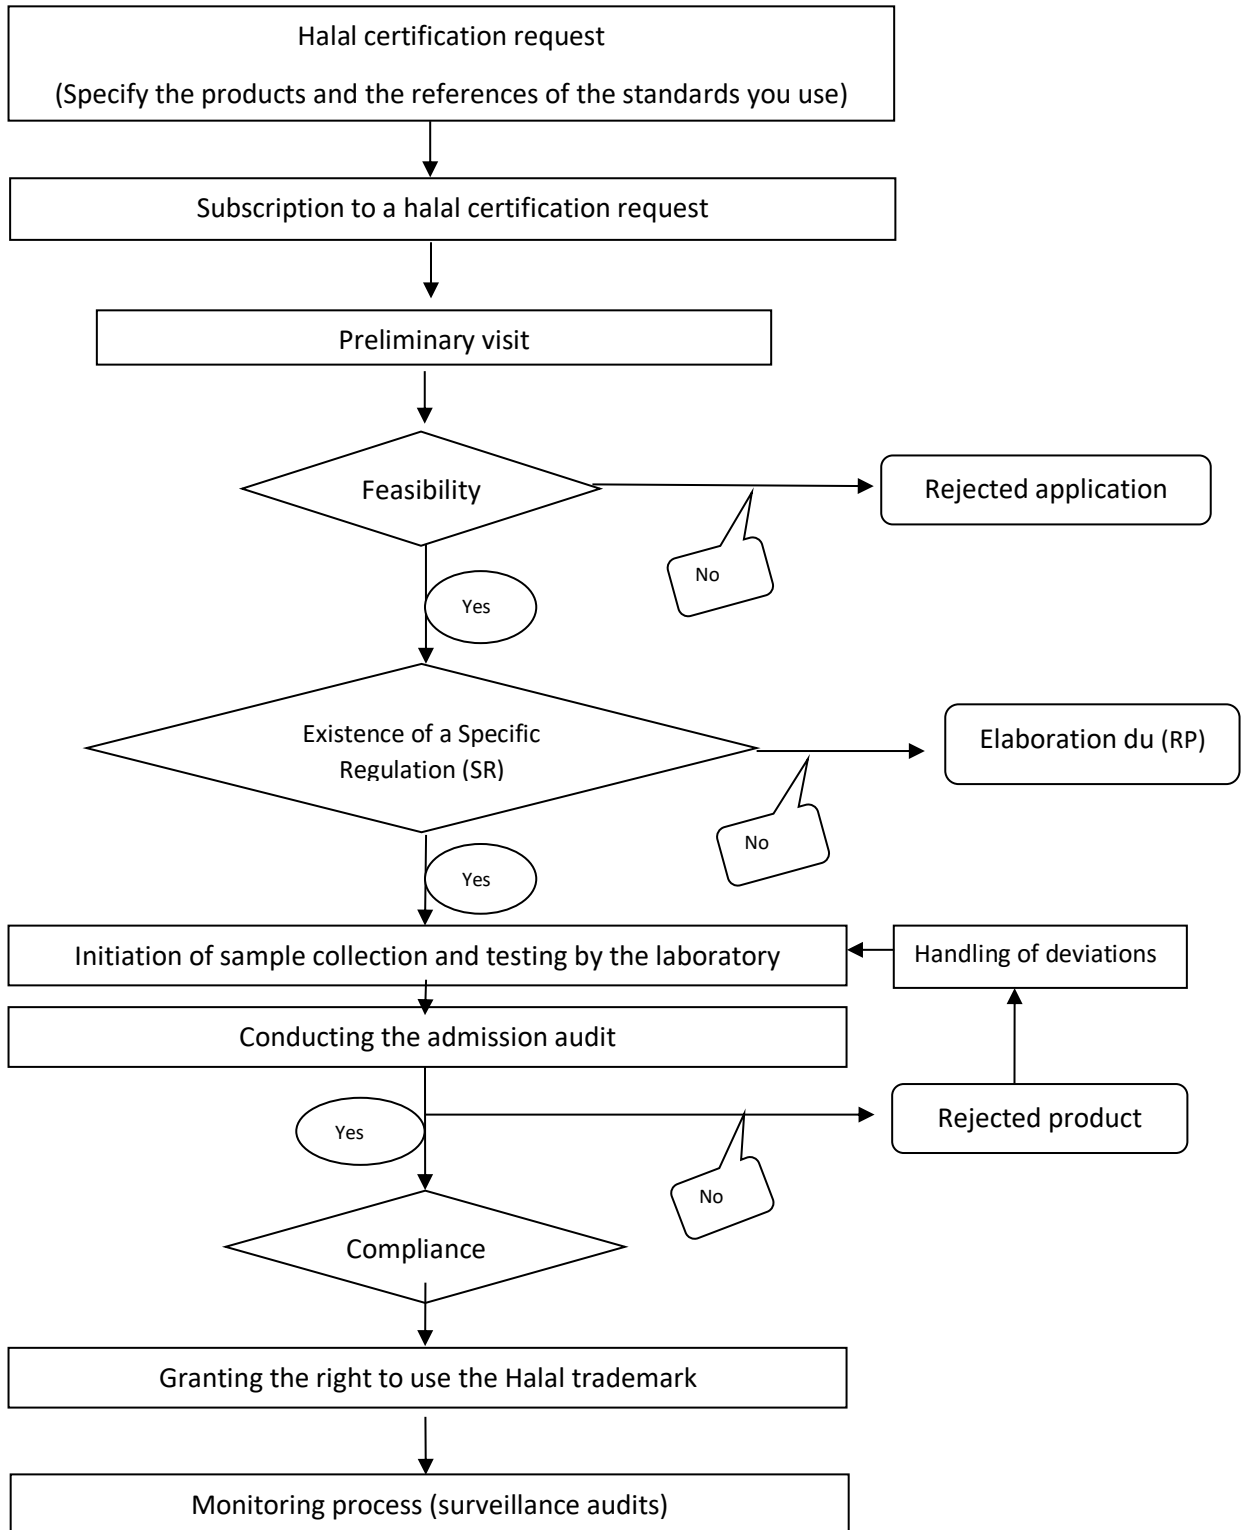 Halal certification request
(Specify the products and the references of the standards you use)
Subscription to a halal certification request
Preliminary visit
Feasibility
Rejected application
No
Yes
Existence of a Specific
Regulation (SR)
Elaboration du (RP)
No
Yes
Initiation of sample collection and testing by the laboratory
Handling of deviations
Conducting the admission audit
Yes
Rejected product
No
Compliance
Granting the right to use the Halal trademark
Monitoring process (surveillance audits)